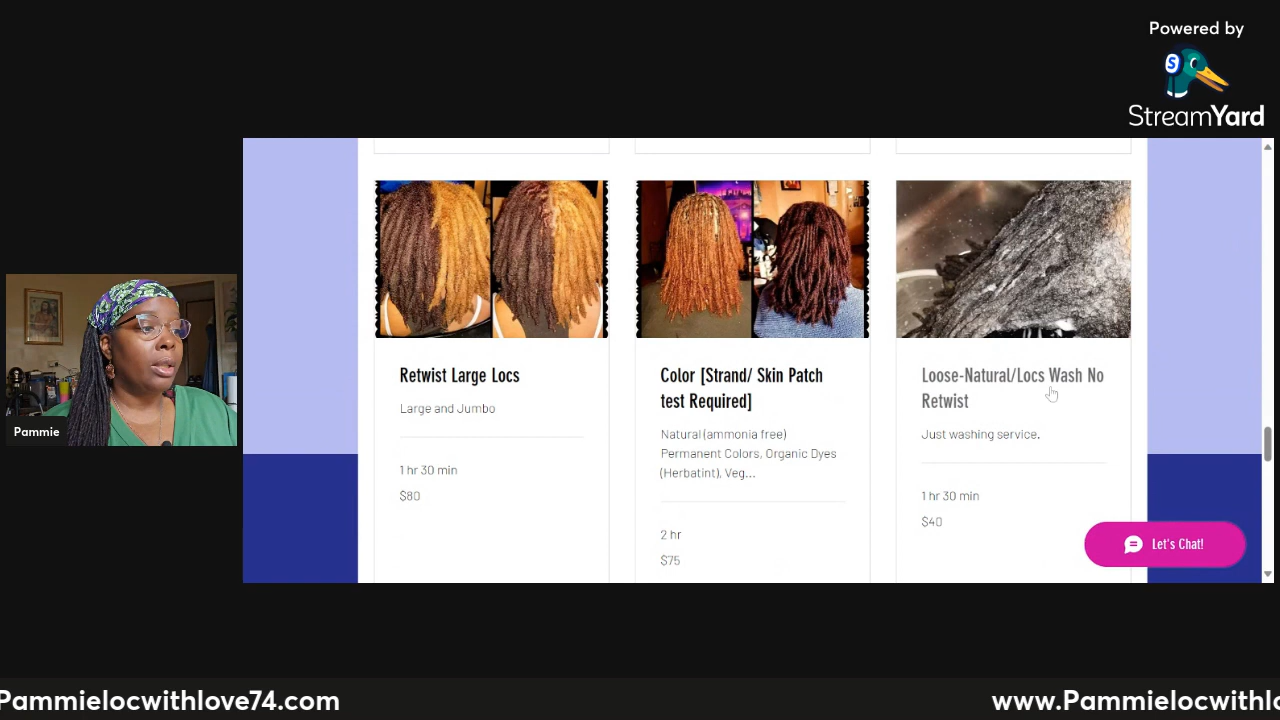 Powered by
S
StreamYard
Retwist Large Locs
Large and Jumbo
1 hr 30 min
$80
Color [Strand/ Skin Patch
test Required]
Natural (ammonia free)
Permanent Colors, Organic Dyes
(Herbatint), Veg...
2 hr
$75
Loose-Natural/Locs Wash No
Retwist
Just washing service.
1 hr 30 min
$40
Let's Chat!
Pammie
Pammielocwithlove74.com
www.Pammielocwithlo